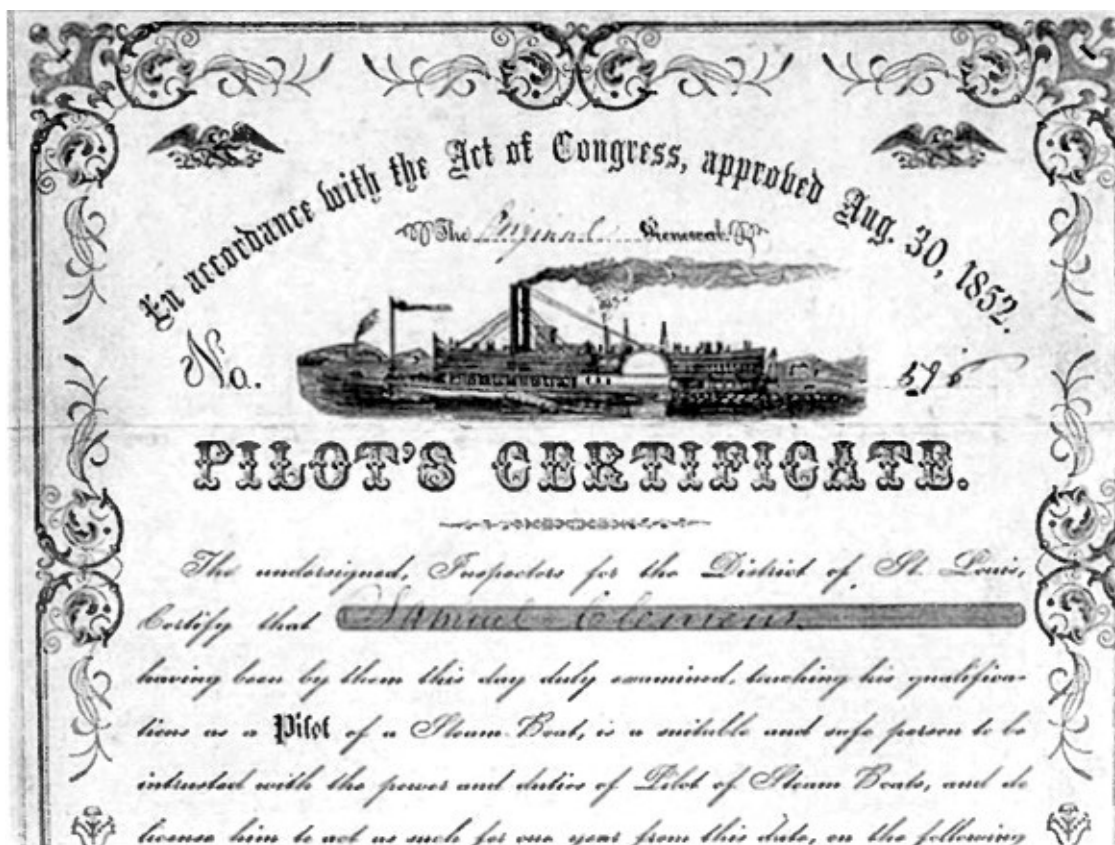 In accordance with the Act of Congress, approved Aug. 30, 1852.
The Original Renewal.
No.
PILOT'S CERTIFICATE.
The undersigned, Inspectors for the District of St. Louis,
Certify that Samuel Clemens
having been by them this day duly examined, touching his qualifica-
tions as a Pilot of a Steam Boat, is a suitable and safe person to be
intrusted with the power and duties of Pilot of Steam Boats, and do
license him to act as such for one year from this date, on the following